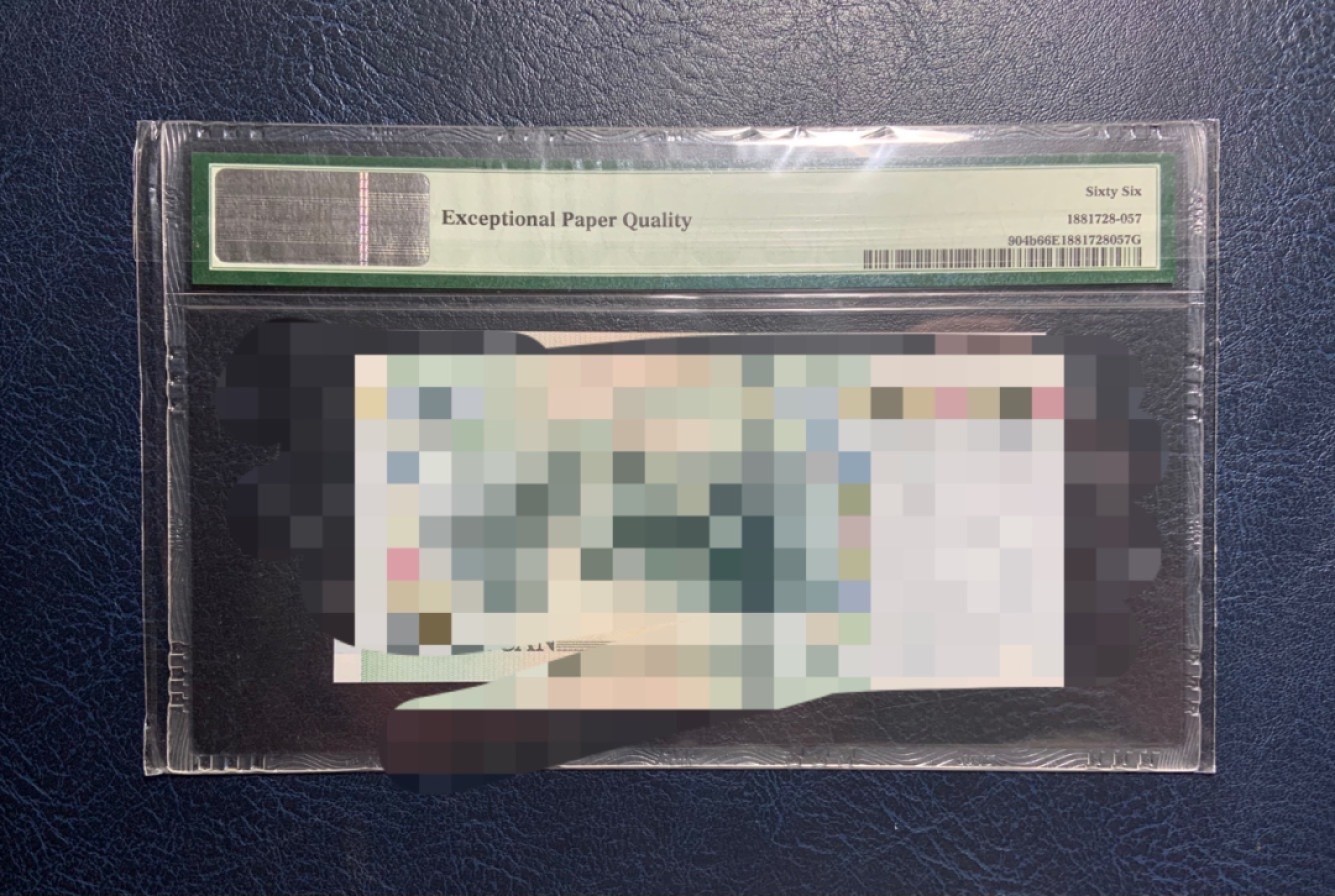 Exceptional Paper Quality
Sixty Six
1881728-057
904b66E1881728057G